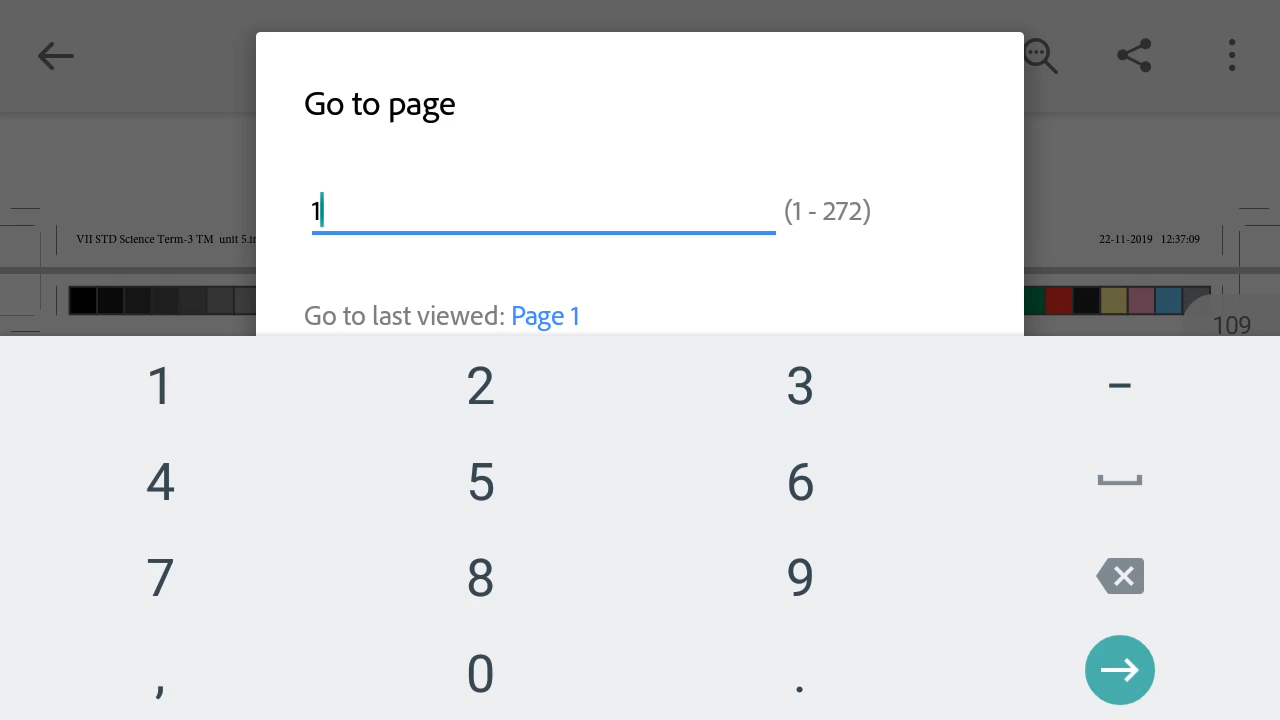 Go to page
1 (1 - 272)
VII STD Science Term-3 TM unit 5.
22-11-2019 12:37:09
Go to last viewed: Page 1
109
1 2 3 –
4 5 6
7 8 9
, 0 .